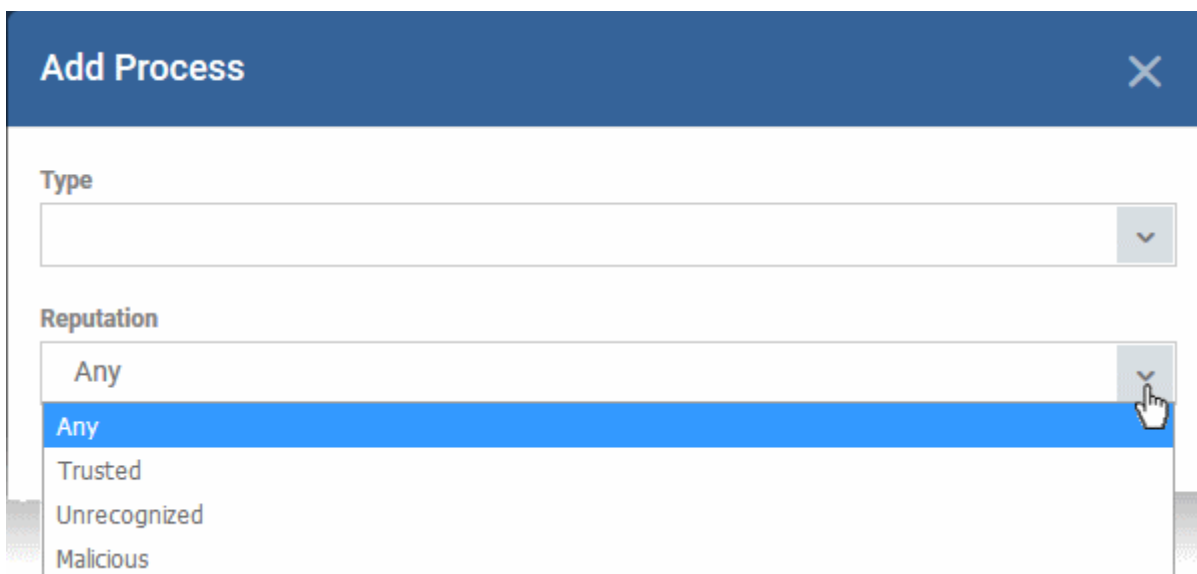 Add Process
Type
Reputation
Any
Any
Trusted
Unrecognized
Malicious